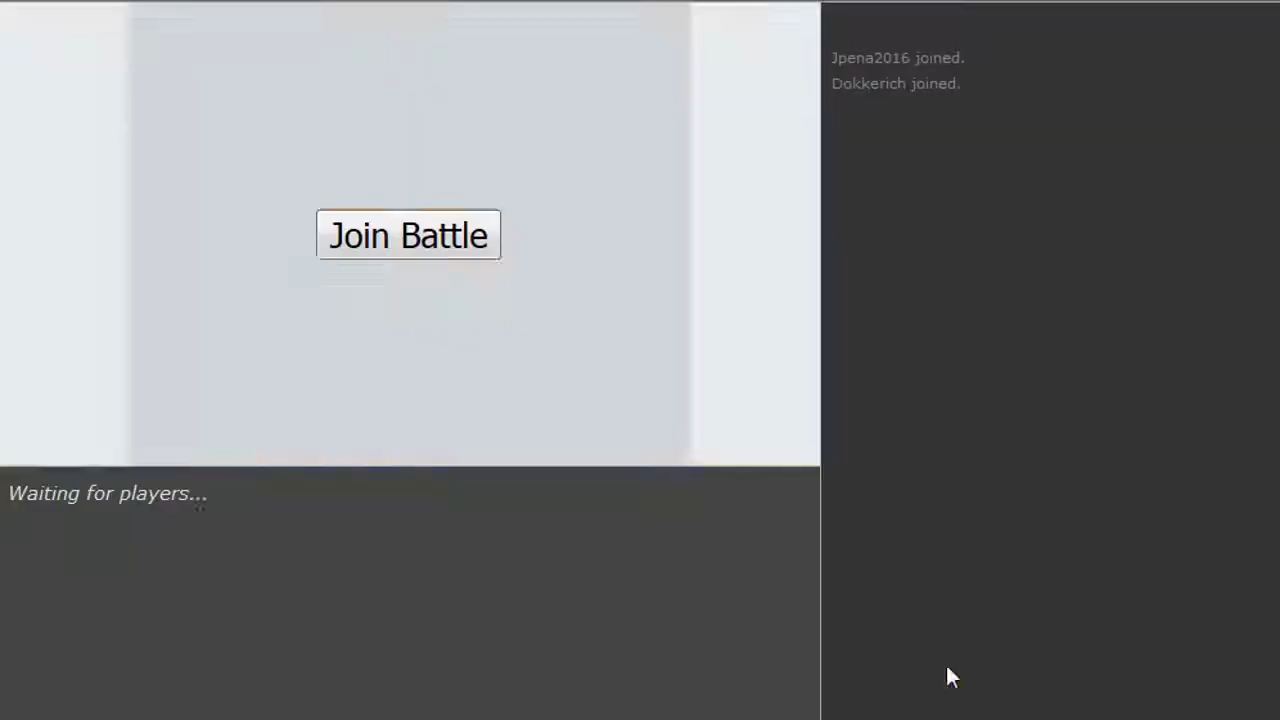 Join Battle
Waiting for players...
Jpena2016 joined.
Dokkerich joined.